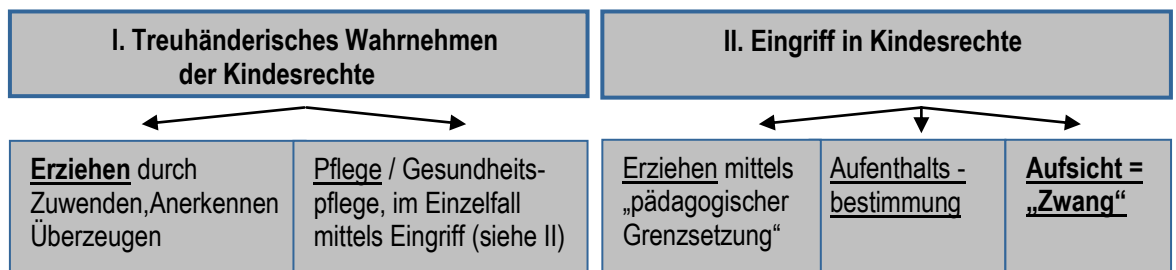 I. Treuhänderisches Wahrnehmen
der Kindesrechte
II. Eingriff in Kindesrechte
Erziehen durch
Zuwenden,Anerkennen
Überzeugen
Pflege / Gesundheits-
pflege, im Einzelfall
mittels Eingriff (siehe II)
Erziehen mittels
„pädagogischer
Grenzsetzung“
Aufenthalts -
bestimmung
Aufsicht =
„Zwang“